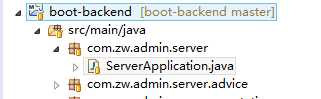 boot-backend [boot-backend master]
src/main/java
com.zw.admin.server
ServerApplication.java
com.zw.admin.server.advice